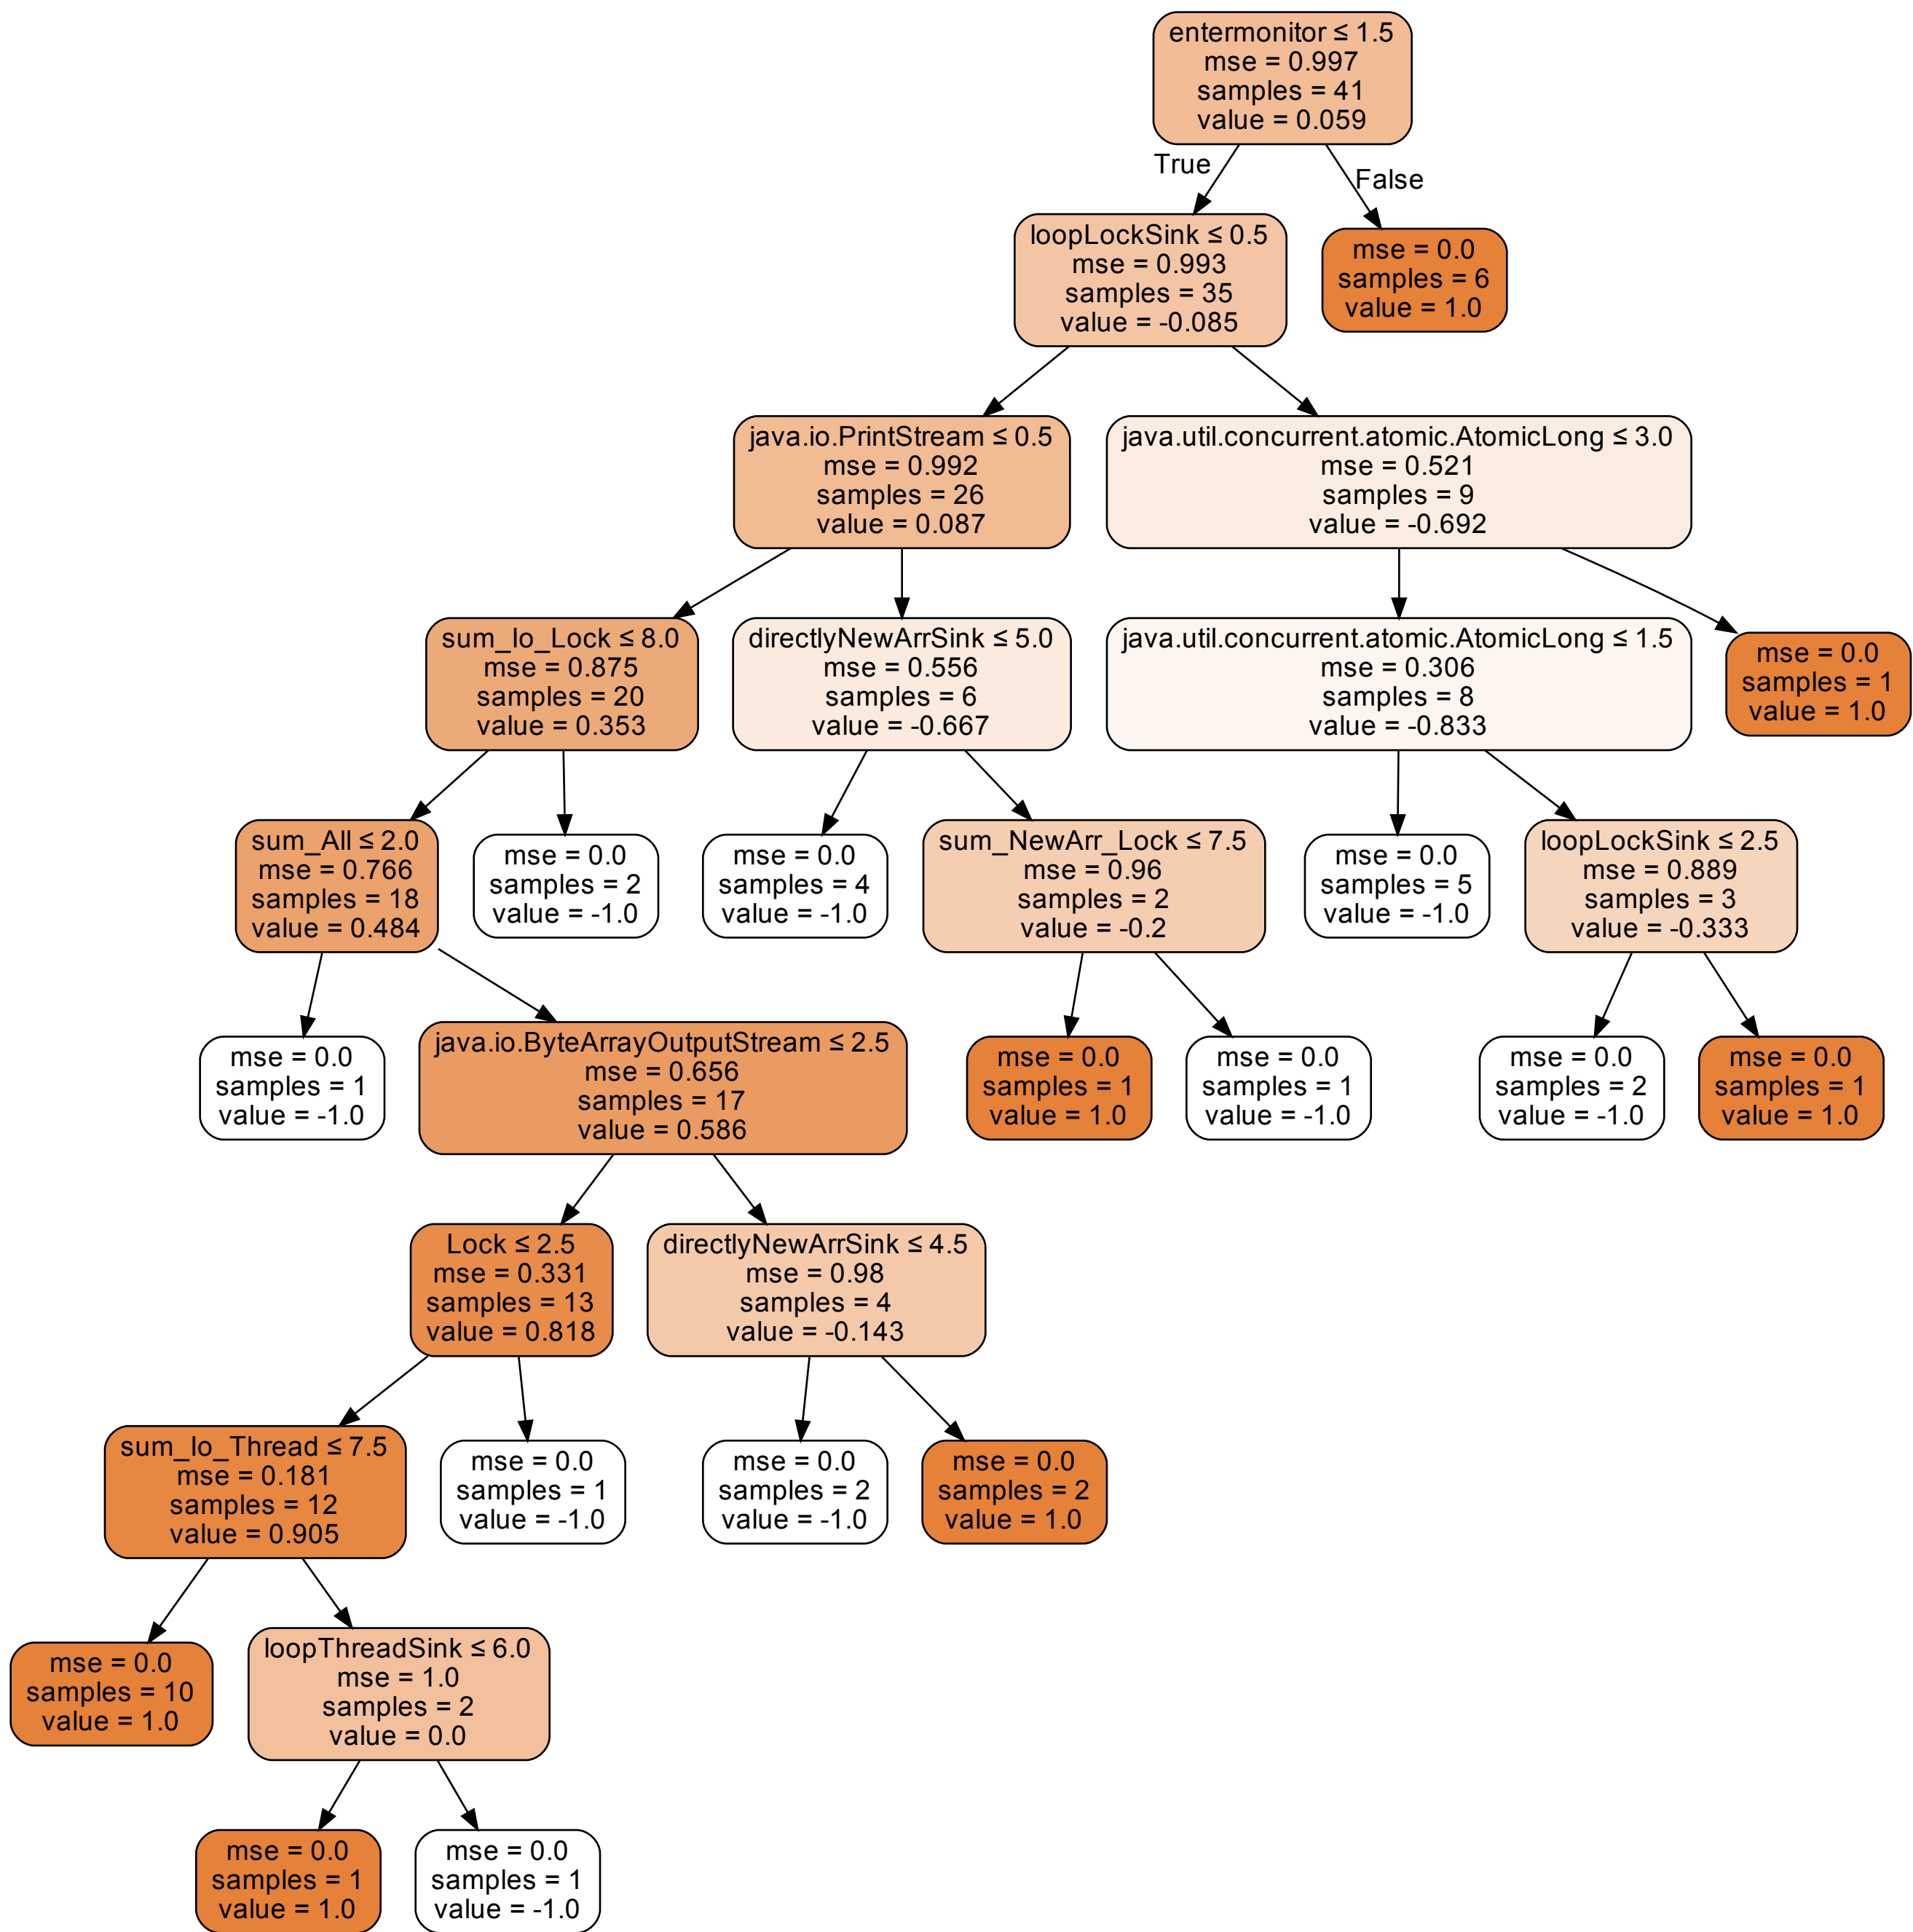 entermonitor ≤ 1.5
mse = 0.997
samples = 41
value = 0.059
True
False
loopLockSink ≤ 0.5
mse = 0.993
samples = 35
value = -0.085
mse = 0.0
samples = 6
value = 1.0
java.io.PrintStream ≤ 0.5
mse = 0.992
samples = 26
value = 0.087
java.util.concurrent.atomic.AtomicLong ≤ 3.0
mse = 0.521
samples = 9
value = -0.692
sum_Io_Lock ≤ 8.0
mse = 0.875
samples = 20
value = 0.353
directlyNewArrSink ≤ 5.0
mse = 0.556
samples = 6
value = -0.667
java.util.concurrent.atomic.AtomicLong ≤ 1.5
mse = 0.306
samples = 8
value = -0.833
mse = 0.0
samples = 1
value = 1.0
sum_All ≤ 2.0
mse = 0.766
samples = 18
value = 0.484
mse = 0.0
samples = 2
value = -1.0
mse = 0.0
samples = 4
value = -1.0
sum_NewArr_Lock ≤ 7.5
mse = 0.96
samples = 2
value = -0.2
mse = 0.0
samples = 5
value = -1.0
loopLockSink ≤ 2.5
mse = 0.889
samples = 3
value = -0.333
mse = 0.0
samples = 1
value = -1.0
java.io.ByteArrayOutputStream ≤ 2.5
mse = 0.656
samples = 17
value = 0.586
mse = 0.0
samples = 1
value = 1.0
mse = 0.0
samples = 1
value = -1.0
mse = 0.0
samples = 2
value = -1.0
mse = 0.0
samples = 1
value = 1.0
Lock ≤ 2.5
mse = 0.331
samples = 13
value = 0.818
directlyNewArrSink ≤ 4.5
mse = 0.98
samples = 4
value = -0.143
sum_Io_Thread ≤ 7.5
mse = 0.181
samples = 12
value = 0.905
mse = 0.0
samples = 1
value = -1.0
mse = 0.0
samples = 2
value = -1.0
mse = 0.0
samples = 2
value = 1.0
mse = 0.0
samples = 10
value = 1.0
loopThreadSink ≤ 6.0
mse = 1.0
samples = 2
value = 0.0
mse = 0.0
samples = 1
value = 1.0
mse = 0.0
samples = 1
value = -1.0